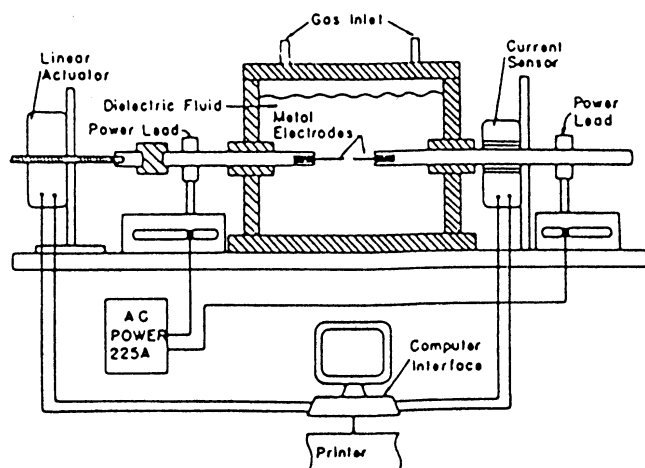 Gas Inlet
Linear
Actuator
Current
Sensor
Dielectric Fluid
Metal
Electrodes
Power Lead
Power
Lead
AC
POWER
225A
Computer
Interface
Printer